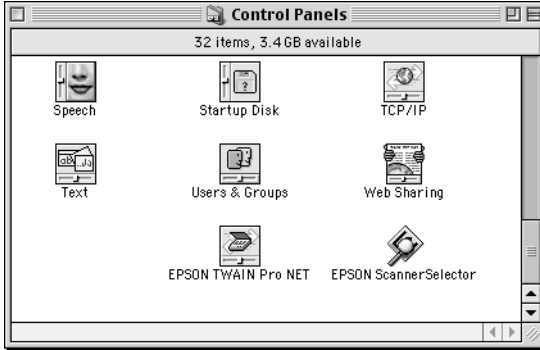 Control Panels
32 items, 3.4 GB available
Speech
Startup Disk
TCP/IP
Text
Users & Groups
Web Sharing
EPSON TWAIN Pro NET
EPSON ScannerSelector